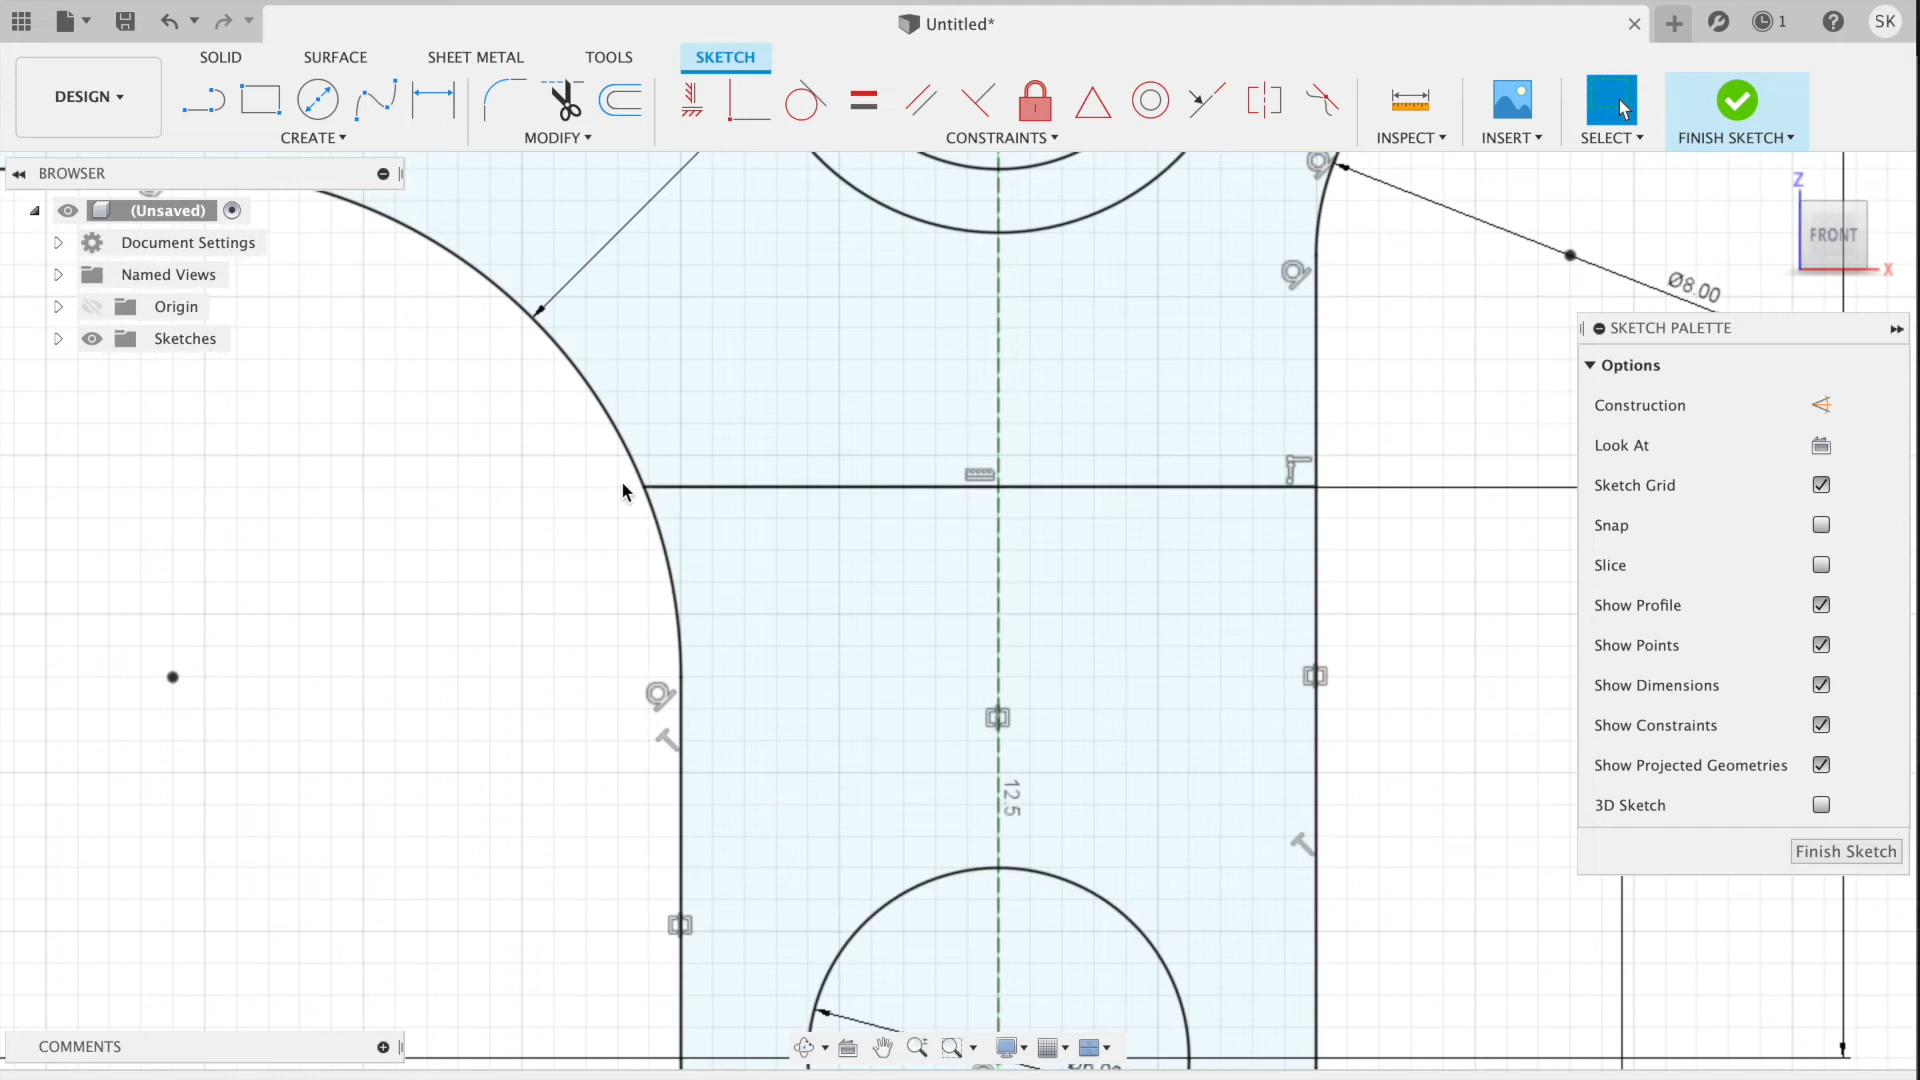 Untitled*
1
SK
SOLID
SURFACE
SHEET METAL
TOOLS
SKETCH
DESIGN
CREATE
MODIFY
CONSTRAINTS
INSPECT
INSERT
SELECT
FINISH SKETCH
BROWSER
(Unsaved)
Document Settings
Named Views
Origin
Sketches
Z
FRONT
X
Ø8.00
SKETCH PALETTE
Options
Construction
Look At
Sketch Grid
Snap
Slice
Show Profile
Show Points
Show Dimensions
Show Constraints
Show Projected Geometries
3D Sketch
Finish Sketch
12.5
COMMENTS